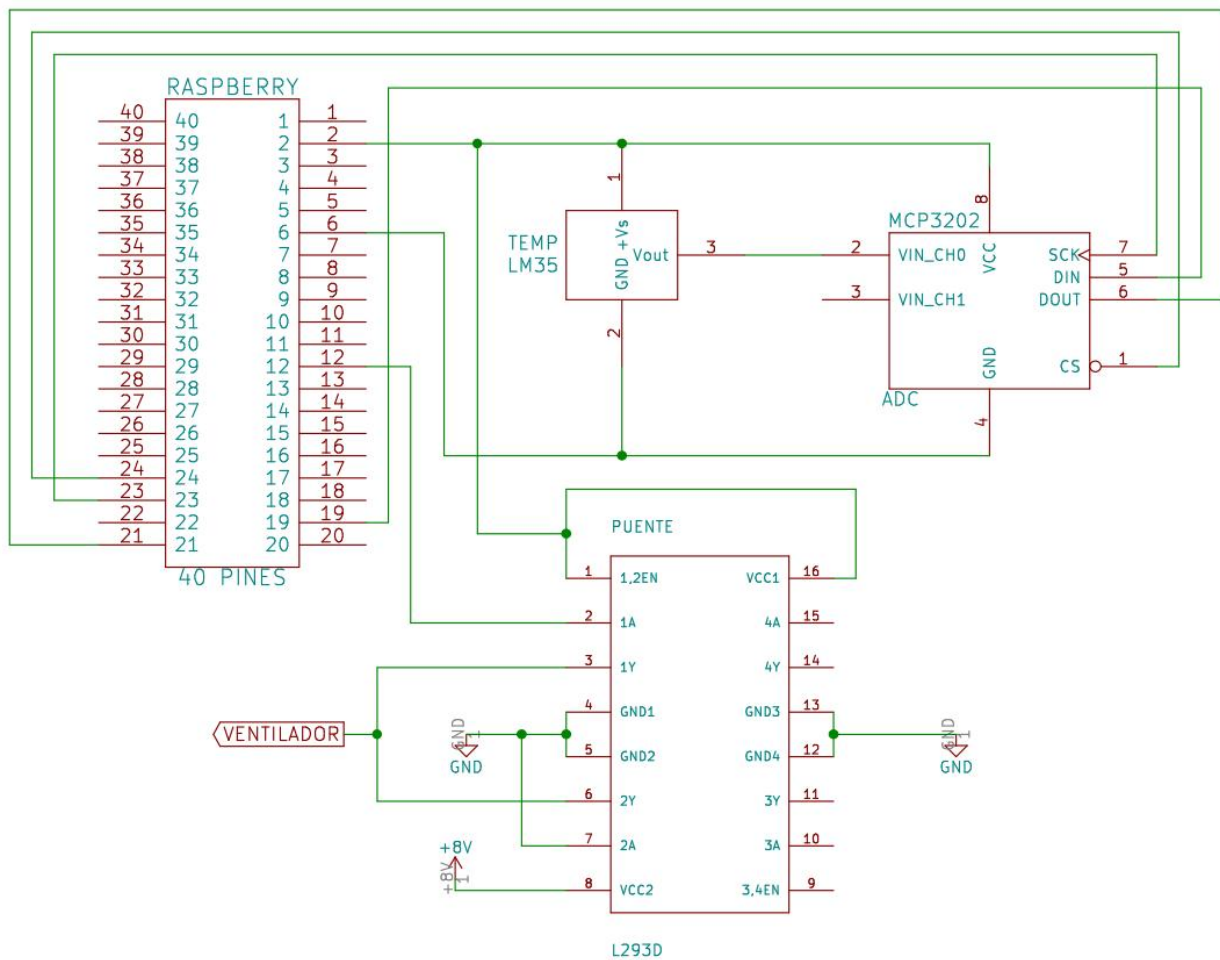 RASPBERRY
40 40 1 1
39 39 2 2
38 38 3 3
37 37 4 4
36 36 5 5
35 35 6 6
34 34 7 7
33 33 8 8
32 32 9 9
31 31 10 10
30 30 11 11
29 29 12 12
28 28 13 13
27 27 14 14
26 26 15 15
25 25 16 16
24 24 17 17
23 23 18 18
22 22 19 19
21 21 20 20
40 PINES
TEMP
LM35
1
GND +Vs
Vout 3
2
MCP3202
8
VCC
2 VIN_CH0 SCK 7
DIN 5
3 VIN_CH1 DOUT 6
GND
CS 1
4
ADC
PUENTE
1 1,2EN VCC1 16
2 1A 4A 15
3 1Y 4Y 14
4 GND1 GND3 13
5 GND2 GND4 12
6 2Y 3Y 11
7 2A 3A 10
8 VCC2 3,4EN 9
L293D
VENTILADOR
GND 1
GND
GND 1
GND
+8V
+8V 1